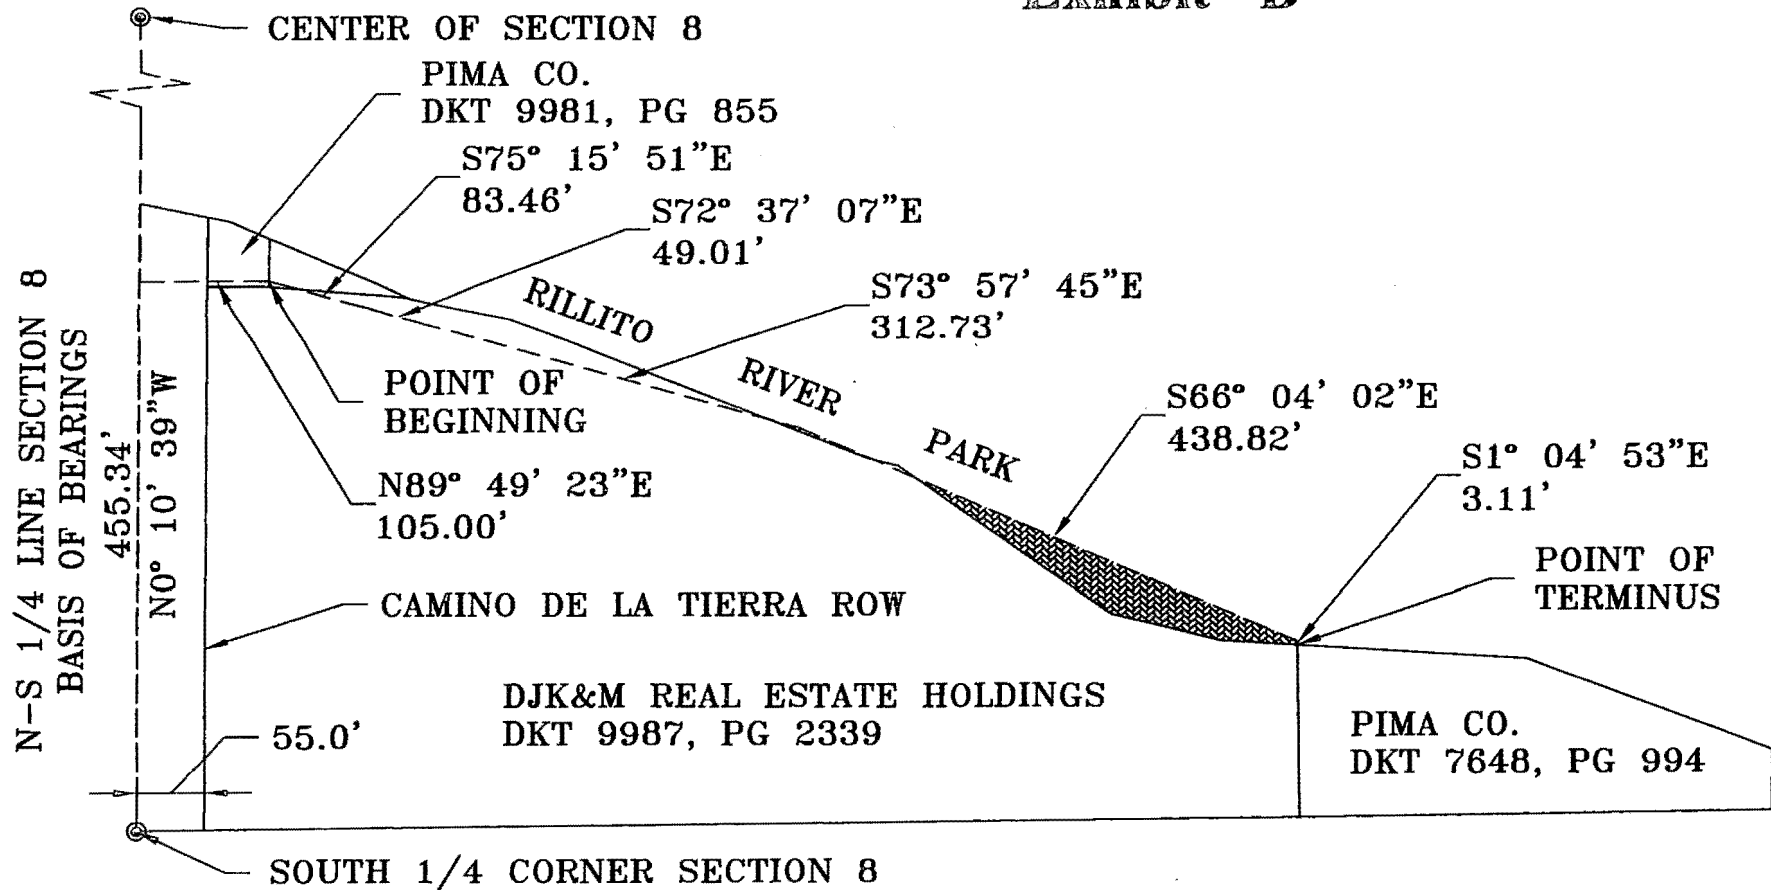 CENTER OF SECTION 8
PIMA CO.
DKT 9981, PG 855
S75° 15' 51"E
83.46'
S72° 37' 07"E
49.01'
S73° 57' 45"E
312.73'
RILLITO
RIVER
PARK
S66° 04' 02"E
438.82'
S1° 04' 53"E
3.11'
POINT OF
BEGINNING
N89° 49' 23"E
105.00'
POINT OF
TERMINUS
N-S 1/4 LINE SECTION 8
BASIS OF BEARINGS
455.34'
N0° 10' 39"W
CAMINO DE LA TIERRA ROW
DJK&M REAL ESTATE HOLDINGS
DKT 9987, PG 2339
55.0'
PIMA CO.
DKT 7648, PG 994
SOUTH 1/4 CORNER SECTION 8